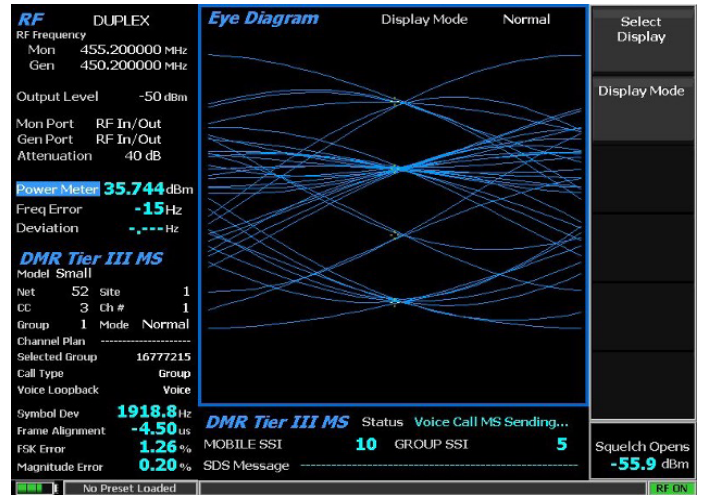 RF DUPLEX
RF Frequency
Mon 455.200000 MHz
Gen 450.200000 MHz
Output Level -50 dBm
Mon Port RF In/Out
Gen Port RF In/Out
Attenuation 40 dB
Power Meter 35.744 dBm
Freq Error -15 Hz
Deviation -.--- Hz
DMR Tier III MS
Model Small
Net 52 Site 1
CC 3 Ch # 1
Group 1 Mode Normal
Channel Plan --------------------
Selected Group 16777215
Call Type Group
Voice Loopback Voice
Symbol Dev 1918.8 Hz
Frame Alignment -4.50 us
FSK Error 1.26 %
Magnitude Error 0.20 %
Eye Diagram Display Mode Normal
DMR Tier III MS Status Voice Call MS Sending...
MOBILE SSI 10 GROUP SSI 5
SDS Message --------------------------------------------------
Select Display
Display Mode
Squelch Opens
-55.9 dBm
No Preset Loaded
RF ON